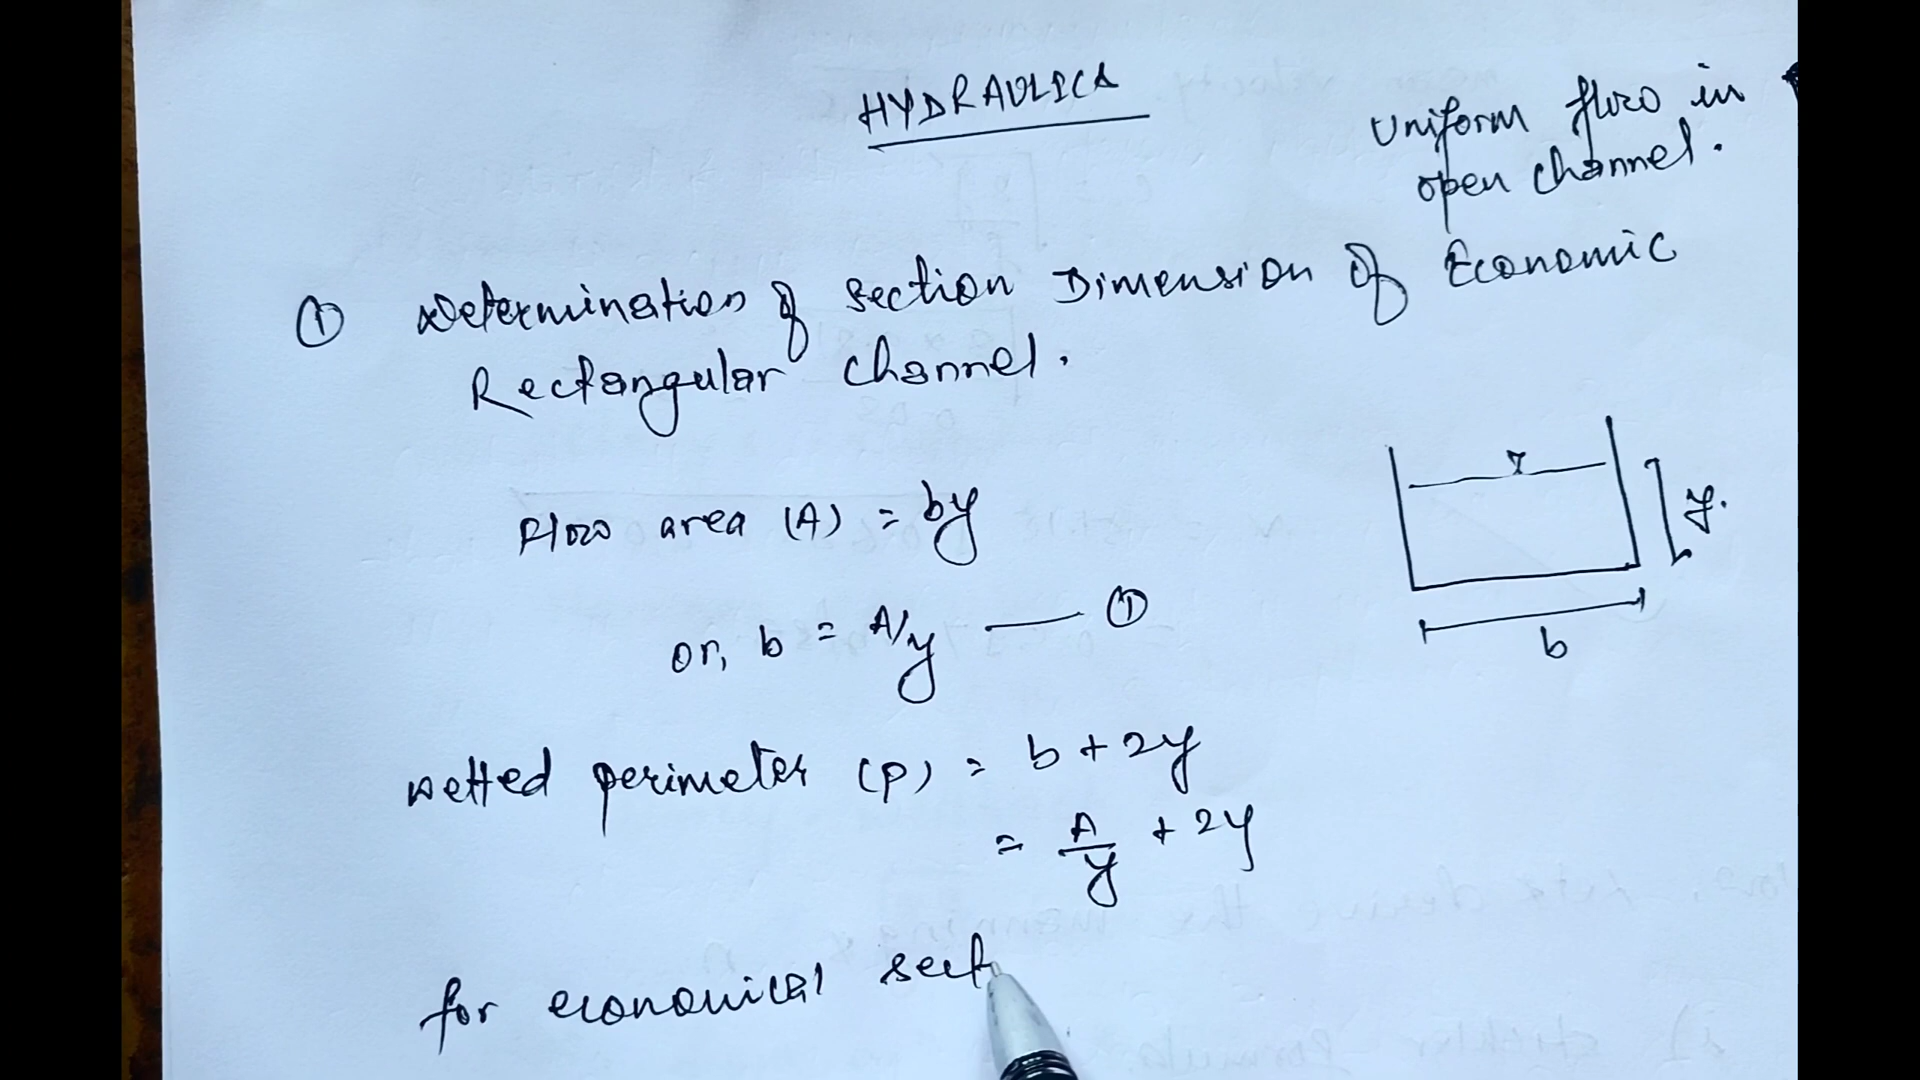 HYDRAULICS
Uniform flow in
open channel.
① Determination of section Dimension of Economic
Rectangular channel.
Flow area (A) = by
or, b = A/y —— ①
y.
b
wetted perimeter (P) = b + 2y
= A/y + 2y
for economical sect